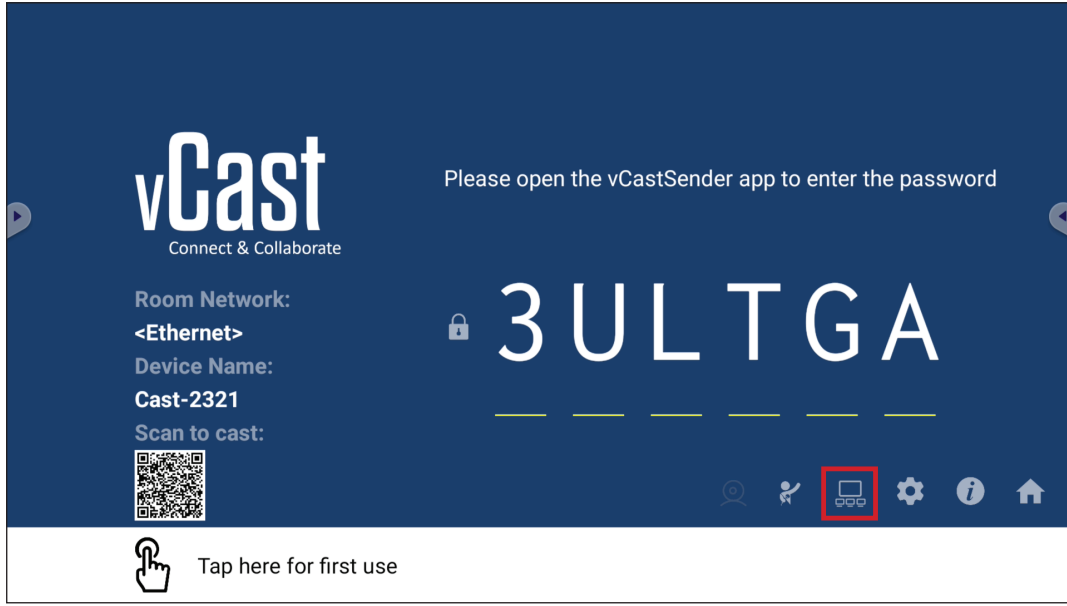 vCast
Connect & Collaborate
Please open the vCastSender app to enter the password
Room Network:
<Ethernet>
Device Name:
Cast-2321
Scan to cast:
3ULTGA
Tap here for first use